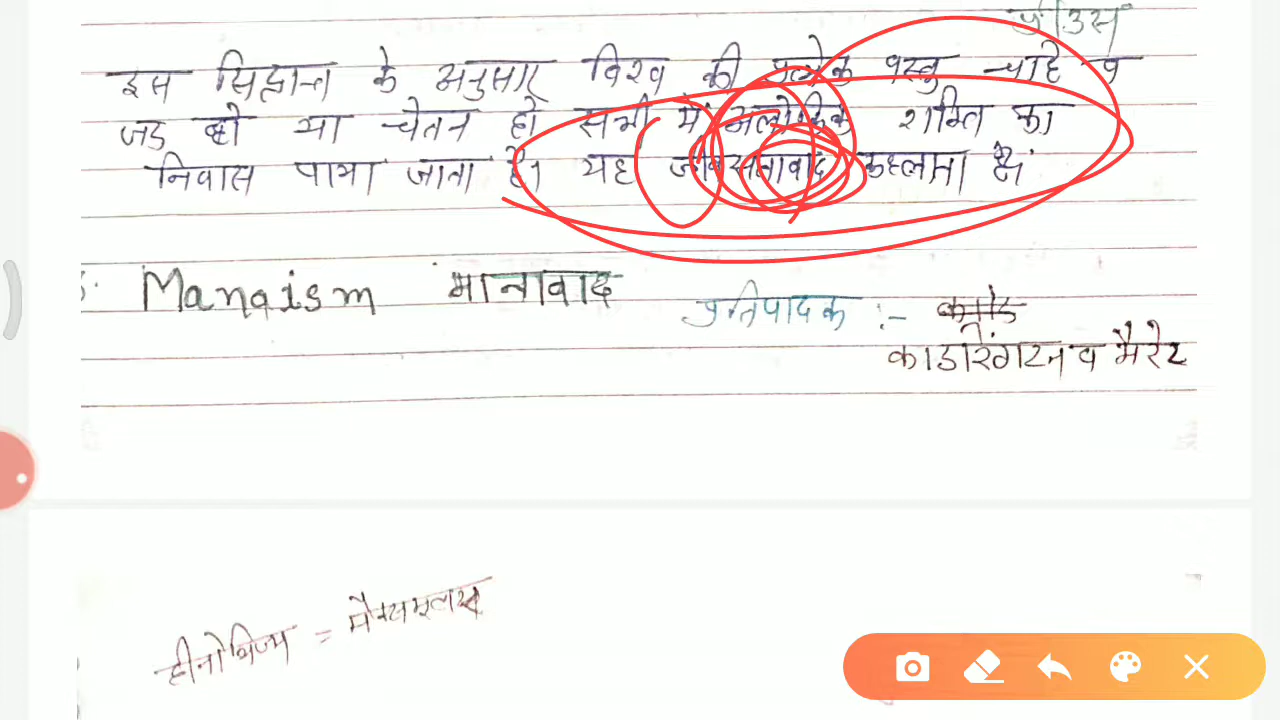 प्रीउस
इस सिद्धान्त के अनुसार विश्व की प्रत्येक वस्तु चाहे व
जड हो या चेतन हो सभी में अलौकिक शक्ति का
निवास पाया जाता है। यह जीवसत्तावाद कहलाता है।
Manaism मानावाद
प्रतिपादक :-
काडरिंगटन व मैरेट
हीनोथिज्म = मैक्समूलर